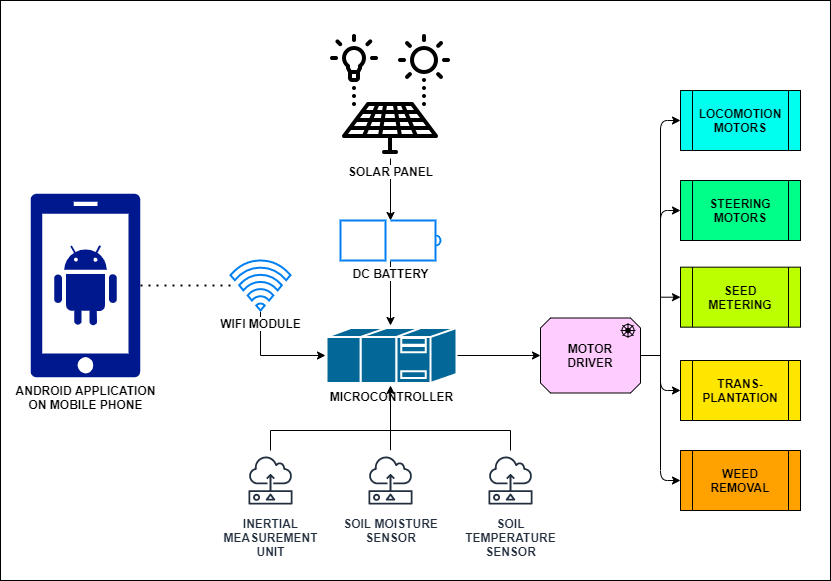 SOLAR PANEL
DC BATTERY
WIFI MODULE
ANDROID APPLICATION
ON MOBILE PHONE
MICROCONTROLLER
MOTOR
DRIVER
LOCOMOTION
MOTORS
STEERING
MOTORS
SEED
METERING
TRANS-
PLANTATION
WEED
REMOVAL
INERTIAL
MEASUREMENT
UNIT
SOIL MOISTURE
SENSOR
SOIL
TEMPERATURE
SENSOR